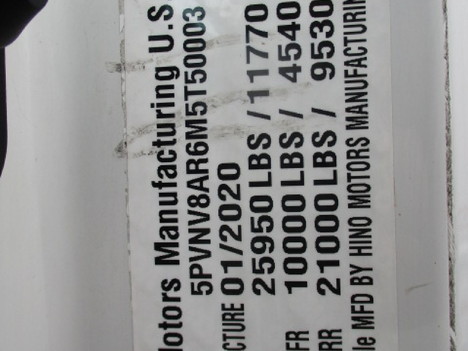 Motors Manufacturing U.S
5PVNV8AR6M5T50003
CTURE 01/2020
25950 LBS / 11770
FR 10000 LBS / 4540
RR 21000 LBS / 9530
le MFD BY HINO MOTORS MANUFACTURIN